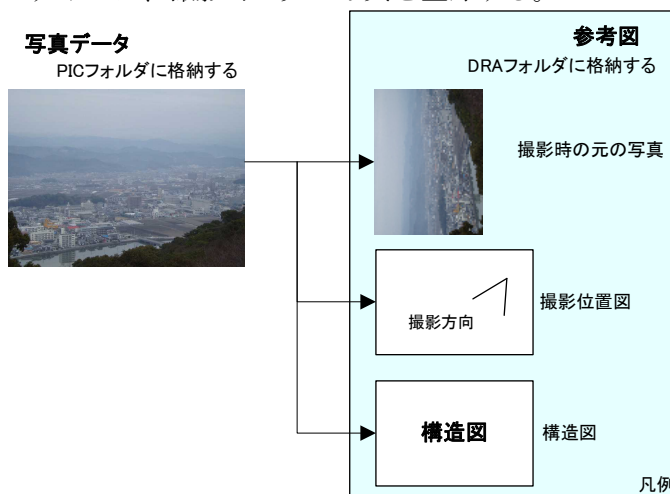 写真データ
PICフォルダに格納する
参考図
DRAフォルダに格納する
撮影時の元の写真
撮影方向
撮影位置図
構造図
構造図
凡例